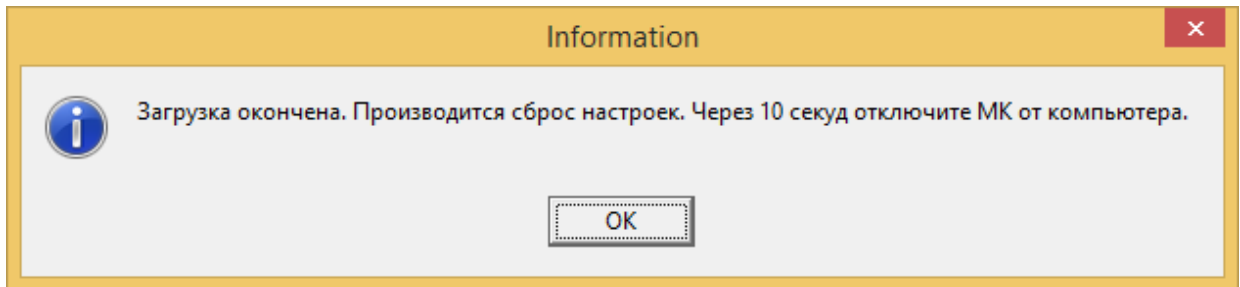 Information
Загрузка окончена. Производится сброс настроек. Через 10 секуд отключите МК от компьютера.
OK